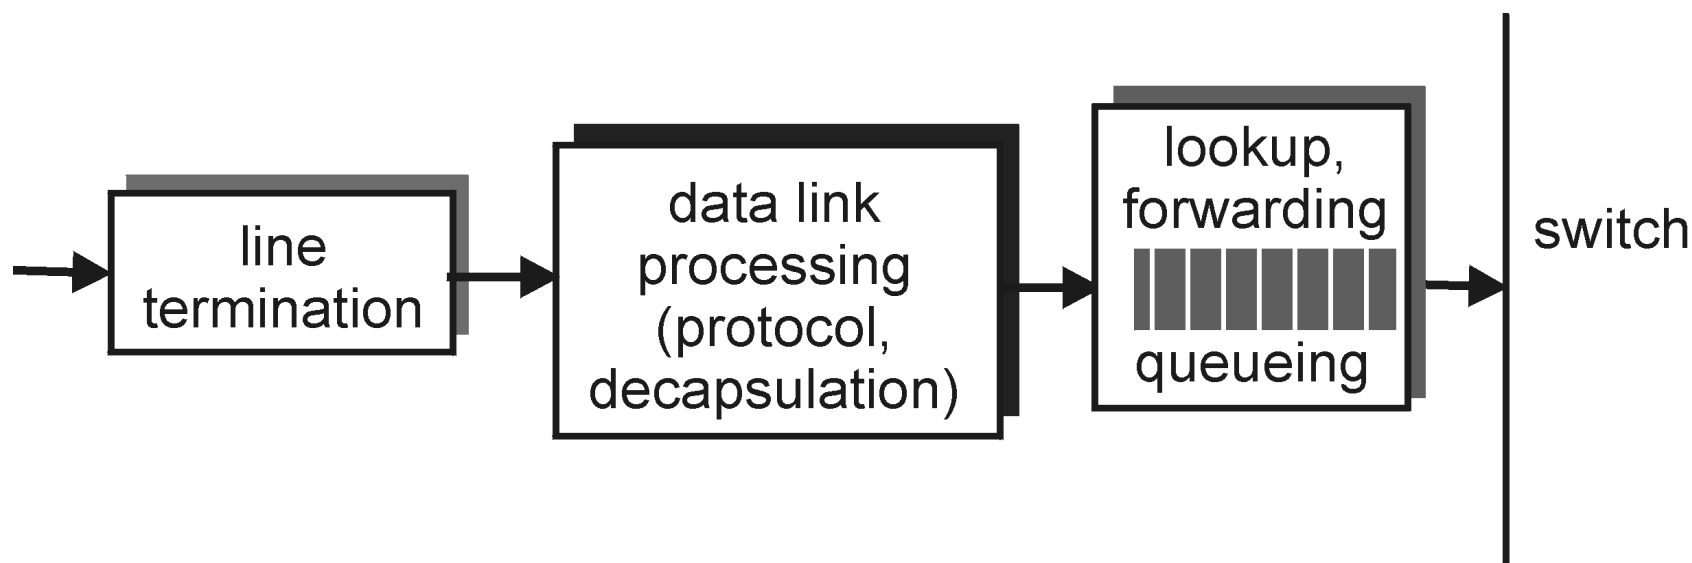 line
termination
data link
processing
(protocol,
decapsulation)
lookup,
forwarding
queueing
switch